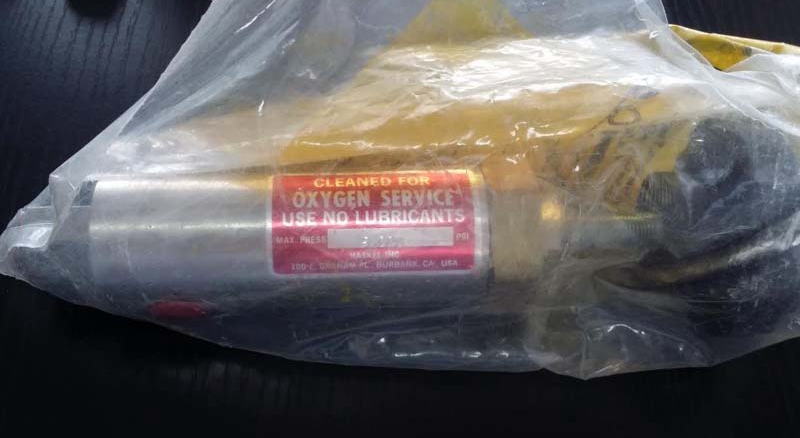 CLEANED FOR
OXYGEN SERVICE
USE NO LUBRICANTS
MAX. PRESS PSI
HASKEL INC.
100 E. GRAHAM PL. BURBANK, CA, USA